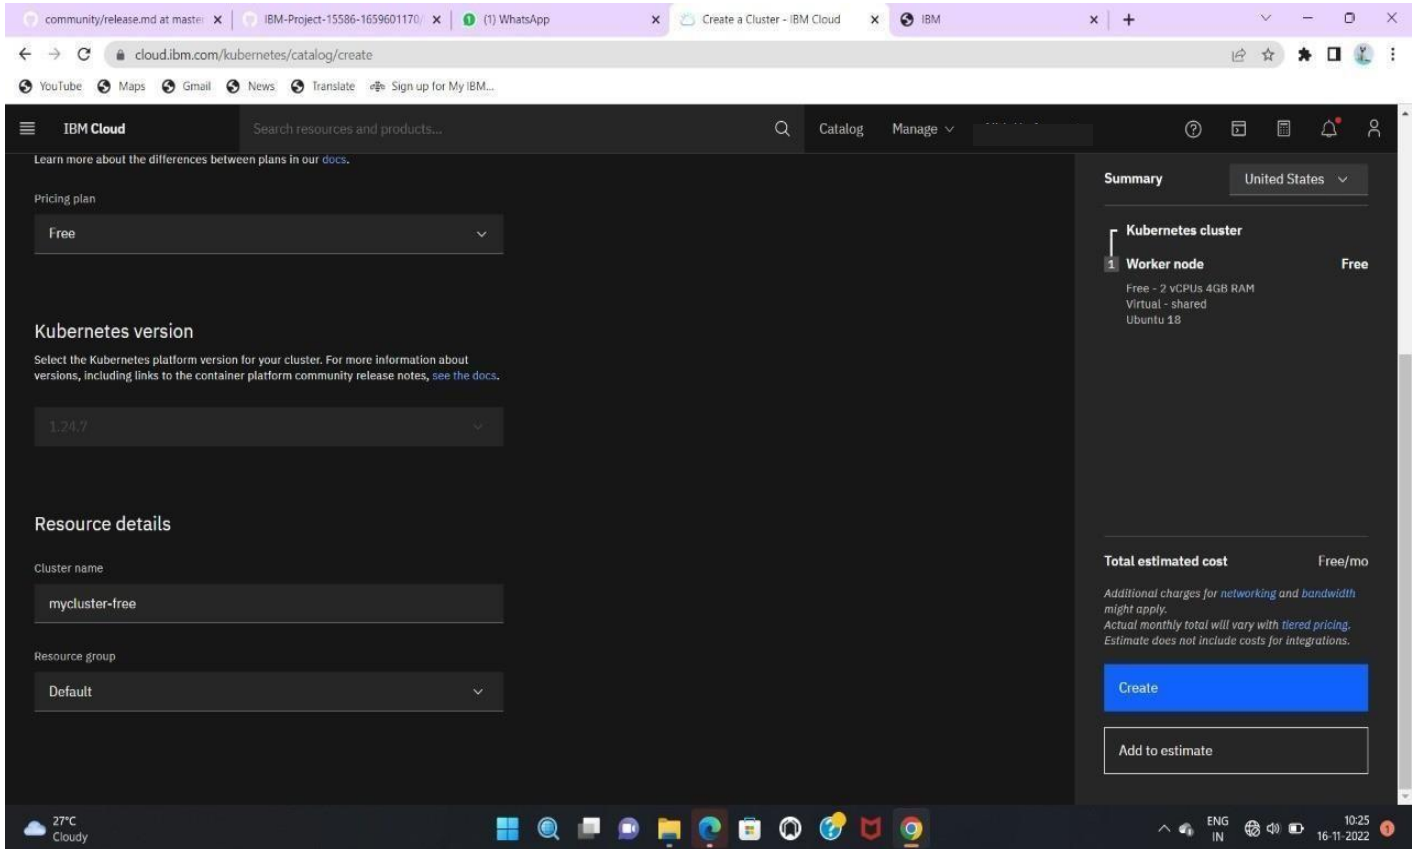 community/release.md at maste
IBM-Project-15586-1659601170/
(1) WhatsApp
Create a Cluster - IBM Cloud
IBM
cloud.ibm.com/kubernetes/catalog/create
YouTube Maps Gmail News Translate Sign up for My IBM...
IBM Cloud
Search resources and products...
Catalog
Manage
Learn more about the differences between plans in our docs.
Pricing plan
Free
Kubernetes version
Select the Kubernetes platform version for your cluster. For more information about
versions, including links to the container platform community release notes, see the docs.
1.24.7
Resource details
Cluster name
mycluster-free
Resource group
Default
Summary
United States
Kubernetes cluster
1 Worker node Free
Free - 2 vCPUs 4GB RAM
Virtual - shared
Ubuntu 18
Total estimated cost Free/mo
Additional charges for networking and bandwidth
might apply.
Actual monthly total will vary with tiered pricing.
Estimate does not include costs for integrations.
Create
Add to estimate
27°C
Cloudy
ENG
IN
10:25
16-11-2022
1